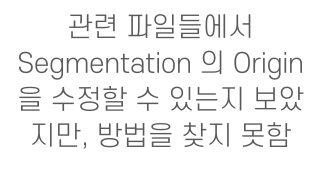 관련 파일들에서
Segmentation 의 Origin
을 수정할 수 있는지 보았
지만, 방법을 찾지 못함